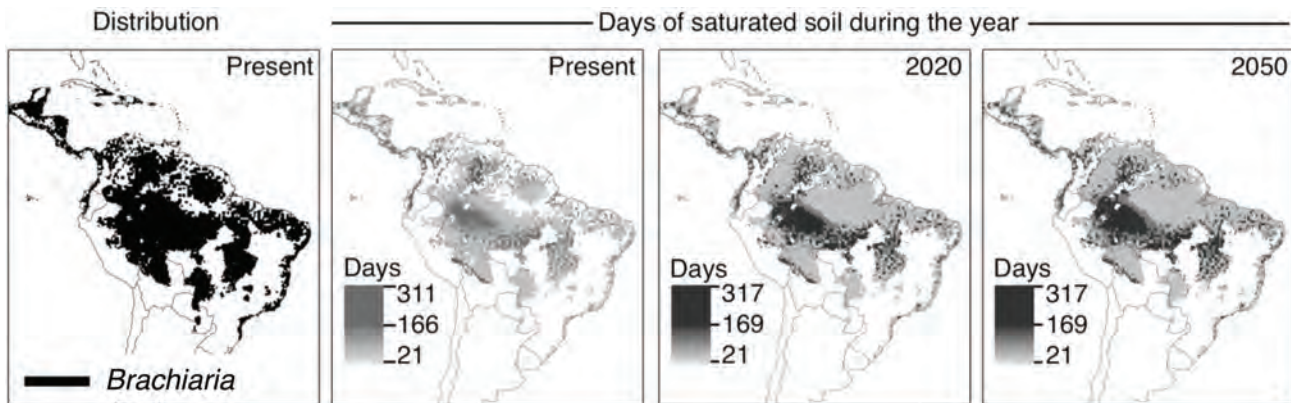 Distribution
Days of saturated soil during the year
Present
Present
2020
2050
Brachiaria
Days
311
166
21
Days
317
169
21
Days
317
169
21